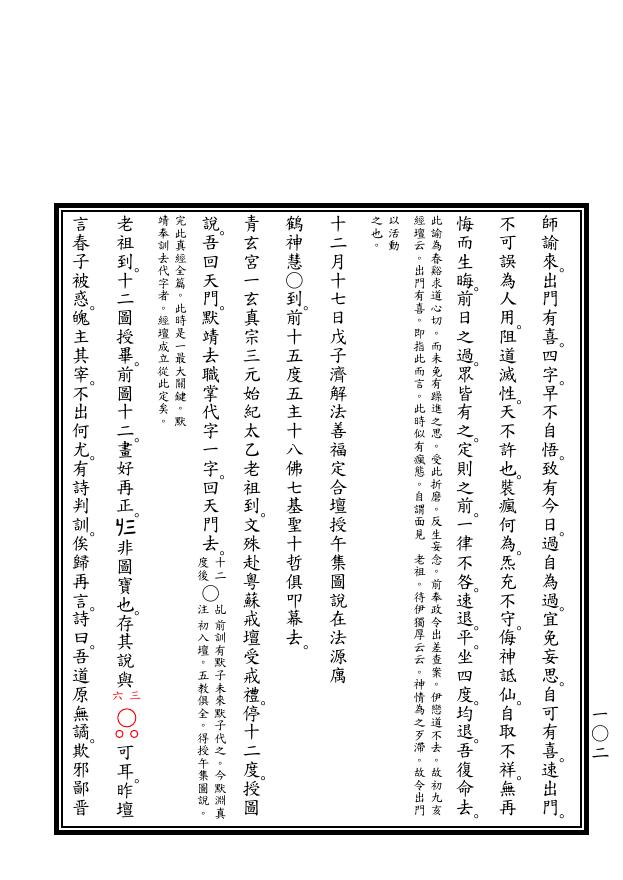 師諭來。出門有喜。四字。早不自悟。致有今日。過自為過。宜免妄思。自可有喜。速出門。
不可誤為人用。阻道滅性。天不許也。裝瘋何為。炁充不守。侮神詆仙。自取不祥。無再
悔而生晦。前日之過。眾皆有之。定則之前。一律不咎。速退。平坐四度。均退。吾復命去。
此諭為春谿求道心切。而未免有躁進之思。受此折磨。反生妄念。前奉政令出差查案。伊戀道不去。故初九亥
經壇云。出門有喜。即指此而言。此時似有瘋態。自謂面見　老祖。待伊獨厚云云。神情為之歹滯。故令出門
以活動
之也。
十二月十七日戊子濟解法善福定合壇授午集圖說在法源寓
鶴神慧〇到。前十五度五主十八佛七基聖十哲俱叩幕去。
青玄宮一玄真宗三元始紀太乙老祖到。文殊赴粵蘇戒壇受戒禮。停十二度。授圖
說。吾回天門。默靖去職掌代字一字。回天門去。十二
度後〇乩前訓有默子未來默子代之。今默淵真
注初入壇。五教俱全。得授午集圖說。
完此真經全篇。此時是一最大關鍵。默
靖奉訓去代字者。經壇成立從此定矣。
老祖到。十二圖授畢。前圖十二。畫好再正。非圖寶也。存其說與六三〇可耳。昨壇
言春子被惑。魄主其宰。不出何尤。有詩判訓。俟歸再言。詩曰。吾道原無譎。欺邪鄙晋
一〇二